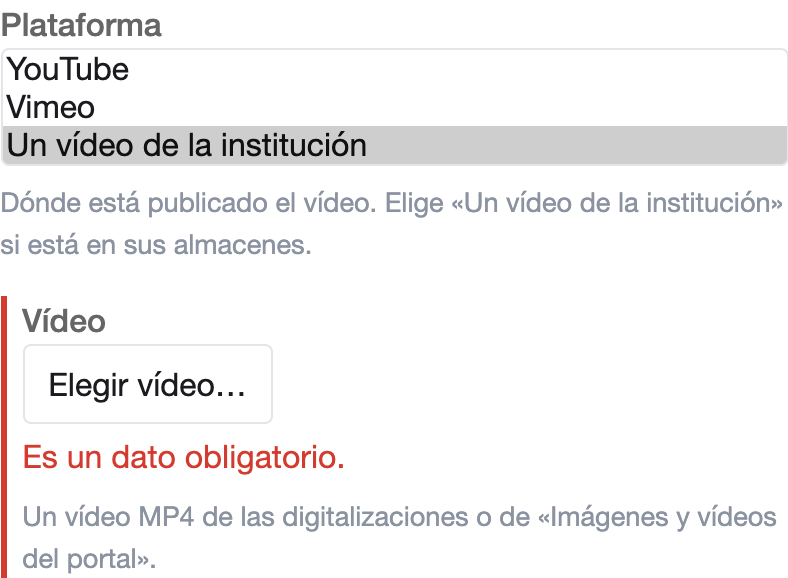 Plataforma
YouTube
Vimeo
Un vídeo de la institución
Dónde está publicado el vídeo. Elige «Un vídeo de la institución»
si está en sus almacenes.
Vídeo
Elegir vídeo...
Es un dato obligatorio.
Un vídeo MP4 de las digitalizaciones o de «Imágenes y vídeos
del portal».